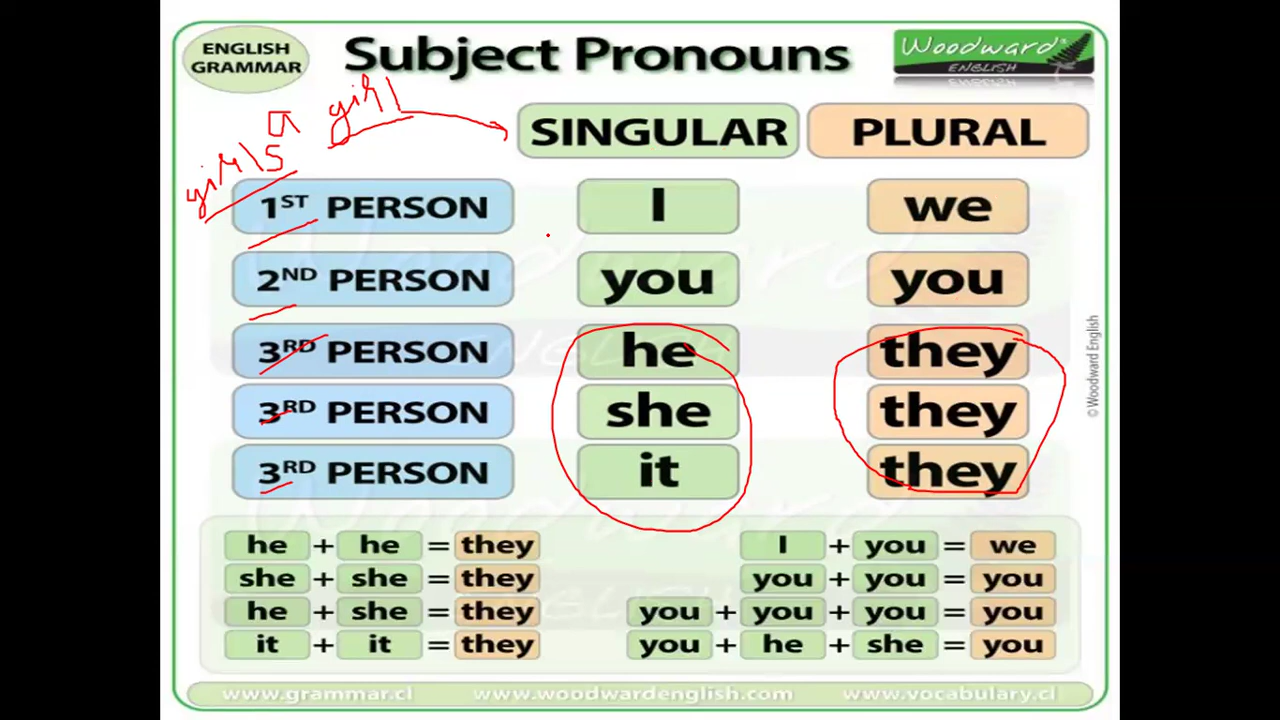 ENGLISH
GRAMMAR
Subject Pronouns
Woodward®
ENGLISH
girl
girls
SINGULAR PLURAL
1ST PERSON I we
2ND PERSON you you
3RD PERSON he they
3RD PERSON she they
3RD PERSON it they
© Woodward English
he + he = they I + you = we
she + she = they you + you = you
he + she = they you + you + you = you
it + it = they you + he + she = you
www.grammar.cl www.woodwardenglish.com www.vocabulary.cl